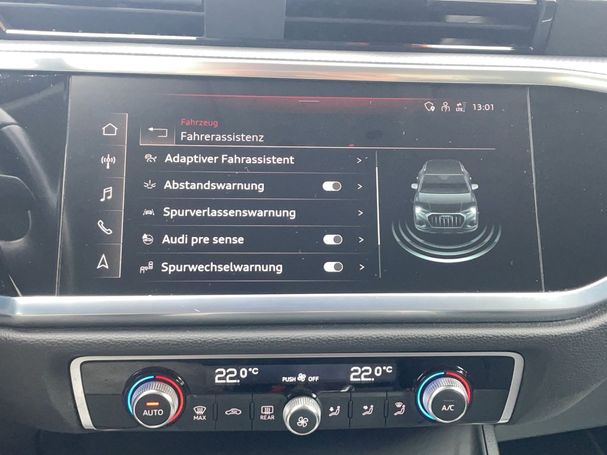 13:01
Fahrzeug
Fahrerassistenz
Adaptiver Fahrassistent
Abstandswarnung
Spurverlassenswarnung
Audi pre sense
Spurwechselwarnung
22.0°C
PUSH OFF
22.0°C
AUTO
MAX
REAR
A/C